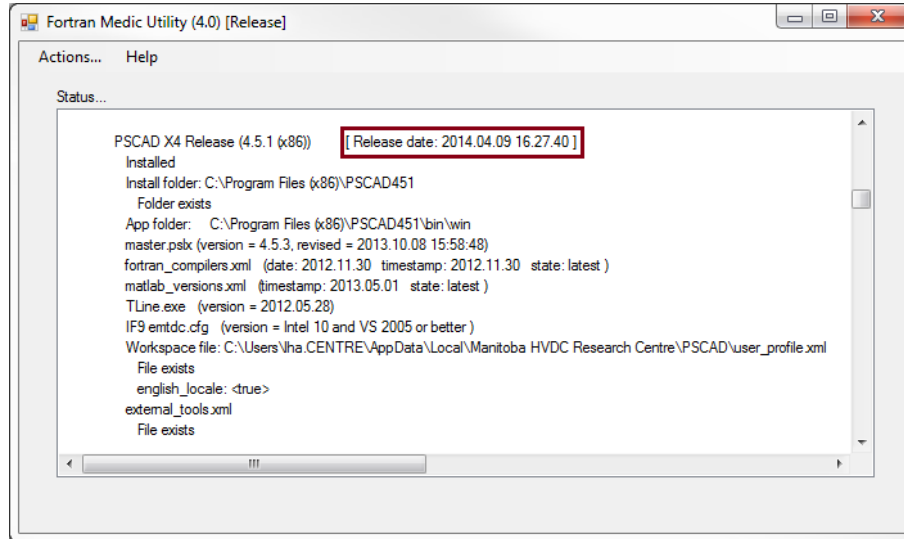 Fortran Medic Utility (4.0) [Release]
Actions... Help
Status...
PSCAD X4 Release (4.5.1 (x86)) [ Release date: 2014.04.09 16.27.40 ]
Installed
Install folder: C:\Program Files (x86)\PSCAD451
Folder exists
App folder: C:\Program Files (x86)\PSCAD451\bin\win
master.pslx (version = 4.5.3, revised = 2013.10.08 15:58:48)
fortran_compilers.xml (date: 2012.11.30 timestamp: 2012.11.30 state: latest )
matlab_versions.xml (timestamp: 2013.05.01 state: latest )
TLine.exe (version = 2012.05.28)
IF9 emtdc.cfg (version = Intel 10 and VS 2005 or better )
Workspace file: C:\Users\lha.CENTRE\AppData\Local\Manitoba HVDC Research Centre\PSCAD\user_profile.xml
File exists
english_locale: <true>
external_tools.xml
File exists